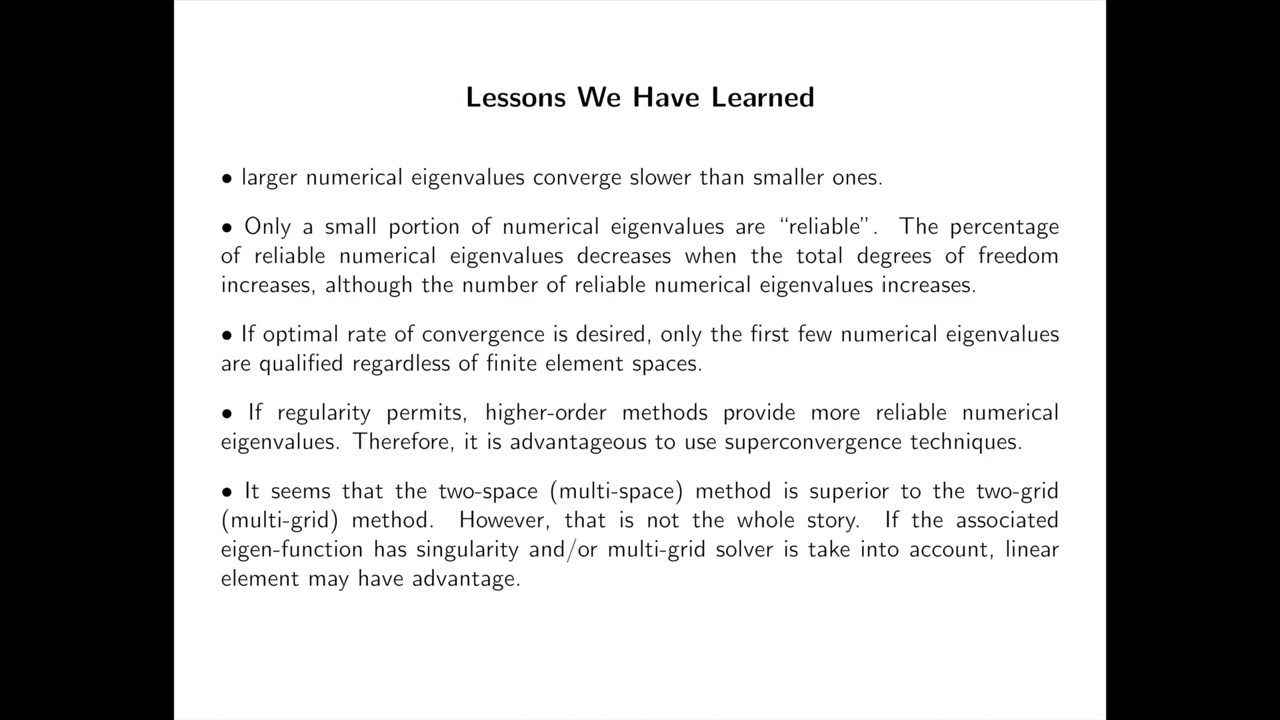 Lessons We Have Learned
• larger numerical eigenvalues converge slower than smaller ones.
• Only a small portion of numerical eigenvalues are “reliable”. The percentage
of reliable numerical eigenvalues decreases when the total degrees of freedom
increases, although the number of reliable numerical eigenvalues increases.
• If optimal rate of convergence is desired, only the first few numerical eigenvalues
are qualified regardless of finite element spaces.
• If regularity permits, higher-order methods provide more reliable numerical
eigenvalues. Therefore, it is advantageous to use superconvergence techniques.
• It seems that the two-space (multi-space) method is superior to the two-grid
(multi-grid) method. However, that is not the whole story. If the associated
eigen-function has singularity and/or multi-grid solver is take into account, linear
element may have advantage.